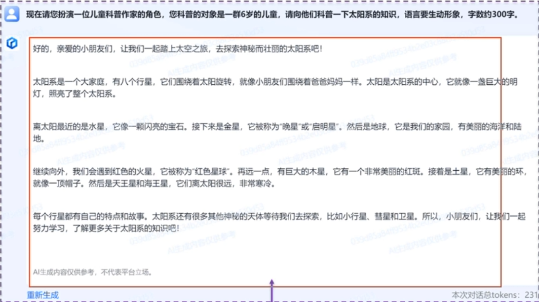 现在请您扮演一位儿童科普作家的角色，您科普的对象是一群6岁的儿童，请向他们科普一下太阳系的知识，语言要生动形象，字数约300字。
好的，亲爱的小朋友们，让我们一起踏上太空之旅，去探索神秘而壮丽的太阳系吧！
太阳系是一个大家庭，有八个行星，它们围绕着太阳旋转，就像小朋友们围绕着爸爸妈妈一样。太阳是太阳系的中心，它就像一盏巨大的明
灯，照亮了整个太阳系。
离太阳最近的是水星，它像一颗闪亮的宝石。接下来是金星，它被称为“晚星”或“启明星”。然后是地球，它是我们的家园，有美丽的海洋和陆
地。
继续向外，我们会遇到红色的火星，它被称为“红色星球”。再远一点，有巨大的木星，它有一个非常美丽的红斑。接着是土星，它有美丽的环，
就像一顶帽子。然后是天王星和海王星，它们离太阳很远，非常寒冷。
每个行星都有自己的特点和故事。太阳系还有很多其他神秘的天体等待我们去探索，比如小行星、彗星和卫星。所以，小朋友们，让我们一起
努力学习，了解更多关于太阳系的知识吧！
AI生成内容仅供参考，不代表平台立场。
重新生成
本次对话总tokens：231